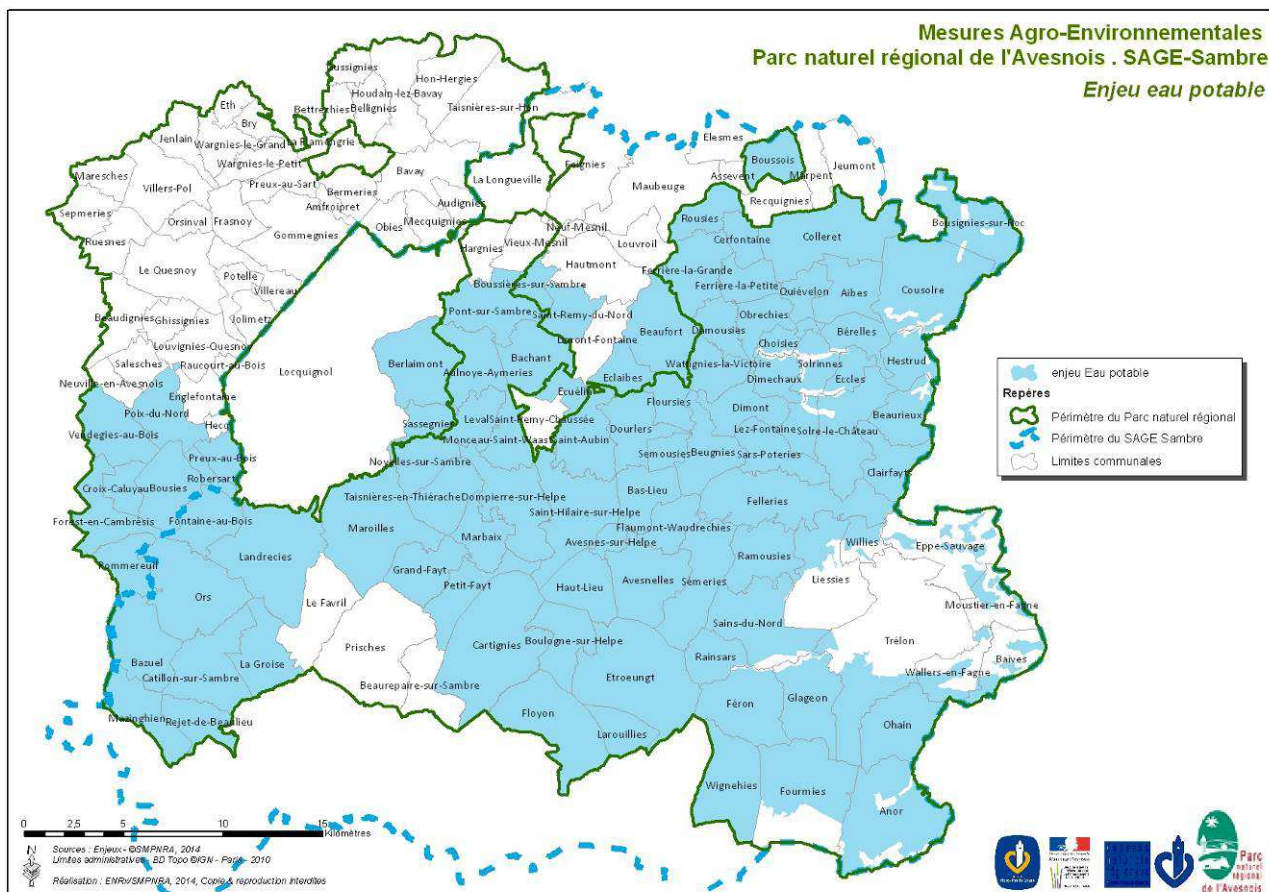 Mesures Agro-Environnementales
Parc naturel régional de l'Avesnois . SAGE-Sambre
Enjeu eau potable
Hon-Hergies
Houdain-lez-Bavay
Bettrechies
Bellignies
Taisnières-sur-Hon
Eth
Bry
Jenlain
Wargnies-le-Grand
Wargnies-le-Petit
Maresches
Villers-Pol
Preux-au-Sart
Bermeries
Bavay
La Longueville
Feignies
Elesmes
Boussois
Jeumont
Assevent
Marpent
Maubeuge
Recquignies
Sepmeries
Orsinval
Frasnoy
Amfroipret
Audignies
Mecquignies
Obies
Ruesnes
Gommegnies
Hargnies
Vieux-Mesnil
Neuf-Mesnil
Louvroil
Rousies
Cerfontaine
Colleret
Bousignies-sur-Roc
Le Quesnoy
Potelle
Villereau
Hautmont
Ferrière-la-Grande
Boussières-sur-Sambre
Ferrière-la-Petite
Quiévelon
Aibes
Cousolre
Beaudignies
Ghissignies
Jolimetz
Pont-sur-Sambre
Saint-Remy-du-Nord
Beaufort
Obrechies
Damousies
Bérelles
Louvignies-Quesnoy
Salesches
Raucourt-au-Bois
Locquignol
Berlaimont
Bachant
Choisies
Hestrud
Wattignies-la-Victoire
Solrinnes
Aulnoye-Aymeries
Eclaibes
Dimechaux
Eccles
Neuville-en-Avesnois
Englefontaine
Poix-du-Nord
Hecq
Sassegnies
Leval
Saint-Remy-Chaussée
Floursies
Dimont
Beaurieux
Vendegies-au-Bois
Monceau-Saint-Waast
Saint-Aubin
Dourlers
Lez-Fontaine
Solre-le-Château
Preux-au-Bois
Robersart
Noyelles-sur-Sambre
Semousies
Beugnies
Sars-Poteries
Clairfayts
Croix-Caluyau
Bousies
Taisnières-en-Thiérache
Dompierre-sur-Helpe
Bas-Lieu
Felleries
Forest-en-Cambrésis
Fontaine-au-Bois
Maroilles
Saint-Hilaire-sur-Helpe
Flaumont-Waudrechies
Marbaix
Avesnes-sur-Helpe
Willies
Eppe-Sauvage
Landrecies
Ramousies
Pommereuil
Grand-Fayt
Petit-Fayt
Haut-Lieu
Avesnelles
Sémeries
Liessies
Ors
Le Favril
Moustier-en-Fagne
Sains-du-Nord
Prisches
Cartignies
Boulogne-sur-Helpe
Trélon
Bazuel
La Groise
Rainsars
Baives
Catillon-sur-Sambre
Etroeungt
Wallers-en-Fagne
Beaurepaire-sur-Sambre
Féron
Glageon
Mazinghien
Rejet-de-Beaulieu
Floyon
Ohain
Larouillies
Wignehies
Fourmies
Anor
enjeu Eau potable
Repères
Périmètre du Parc naturel régional
Périmètre du SAGE Sambre
Limites communales
0 2,5 5 10 15
Kilomètres
N
Sources : Enjeux - ©SMPNRA, 2014
Limites administratives - BD Topo ©IGN - Paris - 2010
Réalisation : ENRx/SMPNRA, 2014, Copie & reproduction interdites
Parc
naturel
régional
de l'Avesnois